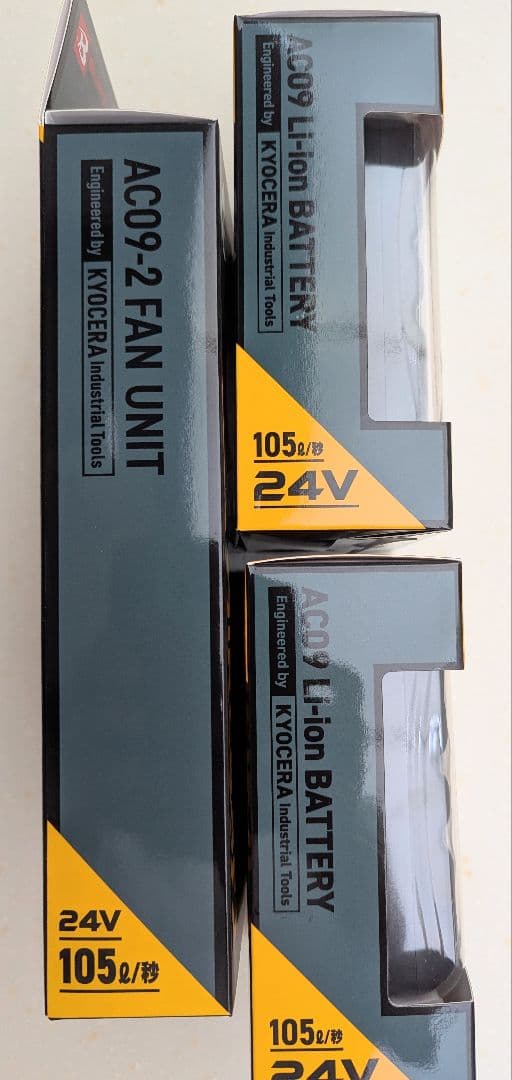 AC09-2 FAN UNIT
Engineered by KYOCERA Industrial Tools
24V
105ℓ/秒
AC09 Li-ion BATTERY
Engineered by KYOCERA Industrial Tools
105ℓ/秒
24V
AC09 Li-ion BATTERY
Engineered by KYOCERA Industrial Tools
105ℓ/秒
24V